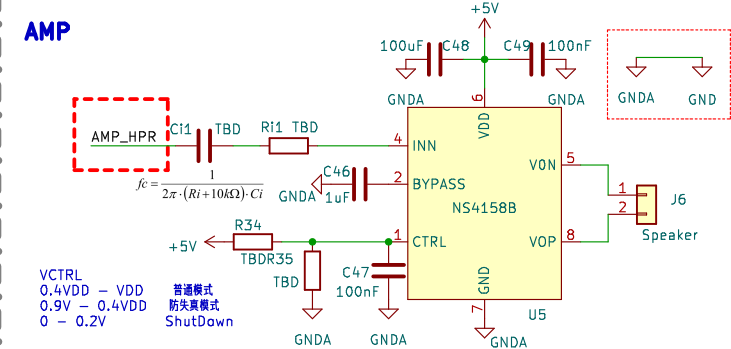 AMP
+5V
100uF C48 C49 100nF
GNDA GNDA
GNDA GND
6
VDD
AMP_HPR
Ci1 TBD
Ri1 TBD
4 INN
fc = 1 / 2π·(Ri+10kΩ)·Ci
C46
1uF
GNDA
2 BYPASS
NS4158B
VON 5
1
2
J6
Speaker
VOP 8
+5V
R34
TBD
R35
TBD
1 CTRL
C47
100nF
GND
7
U5
GNDA GNDA GNDA
VCTRL
0.4VDD - VDD 普通模式
0.9V - 0.4VDD 防失真模式
0 - 0.2V ShutDown